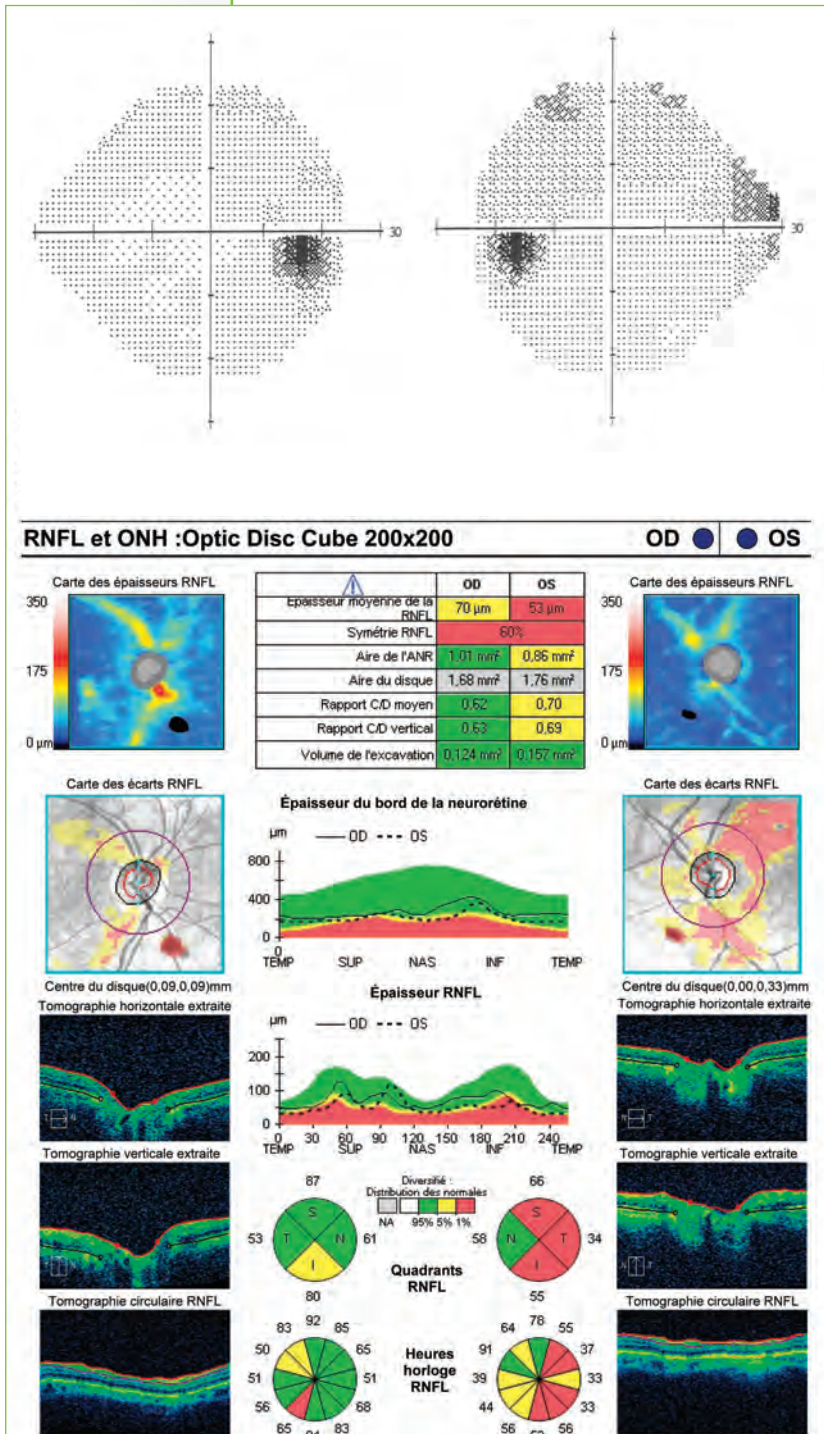 30
30
RNFL et ONH :Optic Disc Cube 200x200 OD OS
Carte des épaisseurs RNFL
350
175
0 µm
OD OS
Epaisseur moyenne de la RNFL 70 µm 53 µm
Symétrie RNFL 60%
Aire de l'ANR 1,01 mm² 0,86 mm²
Aire du disque 1,68 mm² 1,76 mm²
Rapport C/D moyen 0,62 0,70
Rapport C/D vertical 0,63 0,69
Volume de l'excavation 0,124 mm³ 0,157 mm³
Carte des épaisseurs RNFL
350
175
0 µm
Carte des écarts RNFL
Centre du disque(0,09,0,09)mm
Épaisseur du bord de la neurorétine
µm OD OS
800
400
0
0
TEMP SUP NAS INF TEMP
Carte des écarts RNFL
Centre du disque(0,00,0,33)mm
Tomographie horizontale extraite
T N
Épaisseur RNFL
µm OD OS
200
100
0
0 30 60 90 120 150 180 210 240
TEMP SUP NAS INF TEMP
Tomographie horizontale extraite
N T
Tomographie verticale extraite
Tomographie verticale extraite
87
S
53 T N 61
I
80
Diversifié :
Distribution des normales
NA 95% 5% 1%
Quadrants
RNFL
66
S
58 N T 34
I
55
Tomographie circulaire RNFL
83 92 85
50 65
51 51
56 68
65 83
Heures
horloge
RNFL
64 78 55
91 37
39 33
44 33
56 56
Tomographie circulaire RNFL